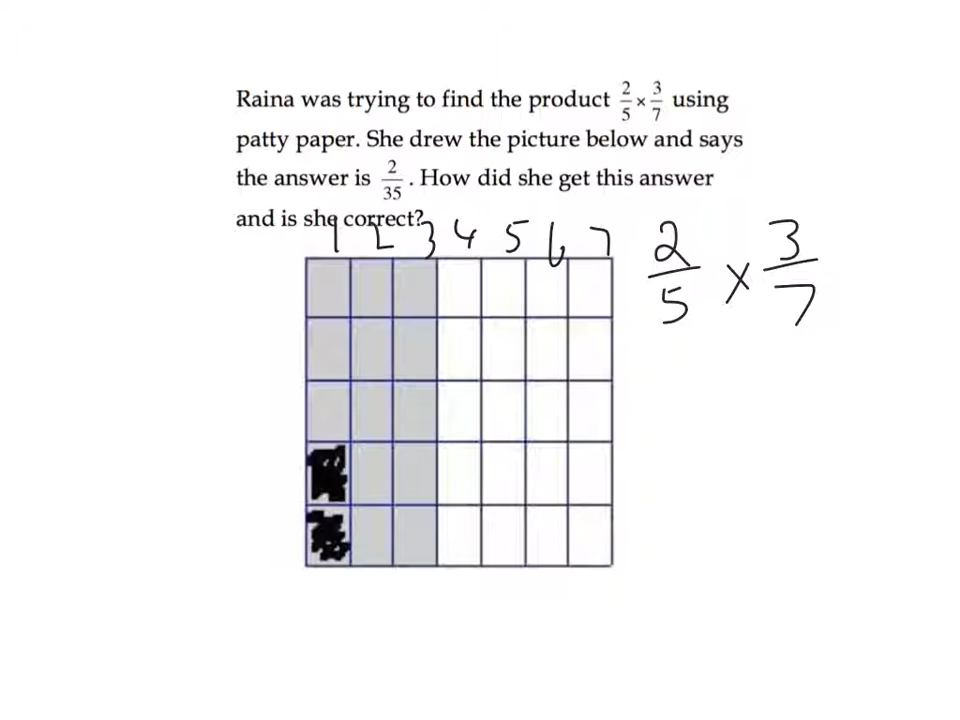 Raina was trying to find the product 2/5 × 3/7 using
patty paper. She drew the picture below and says
the answer is 2/35. How did she get this answer
and is she correct?
1 2 3 4 5 6 7
2/5 × 3/7